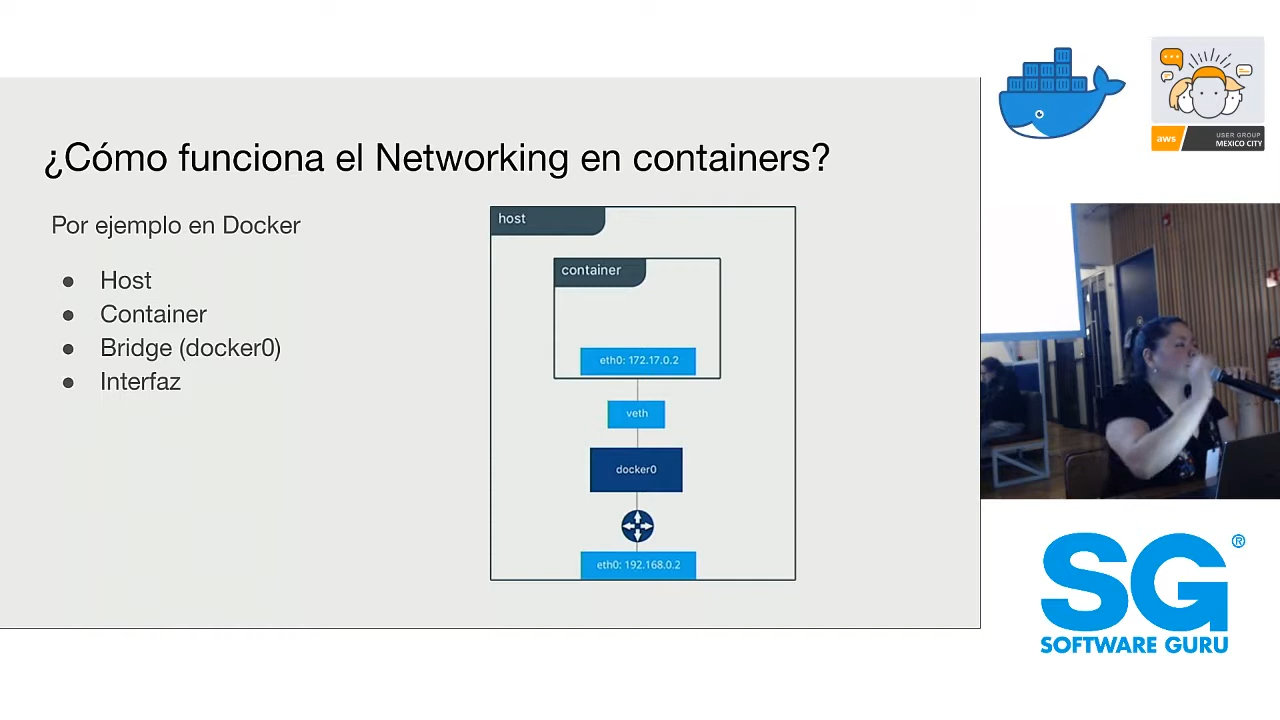 ¿Cómo funciona el Networking en containers?
Por ejemplo en Docker
● Host
● Container
● Bridge (docker0)
● Interfaz
host
container
eth0: 172.17.0.2
veth
docker0
eth0: 192.168.0.2
aws
USER GROUP
MEXICO CITY
SG®
SOFTWARE GURU